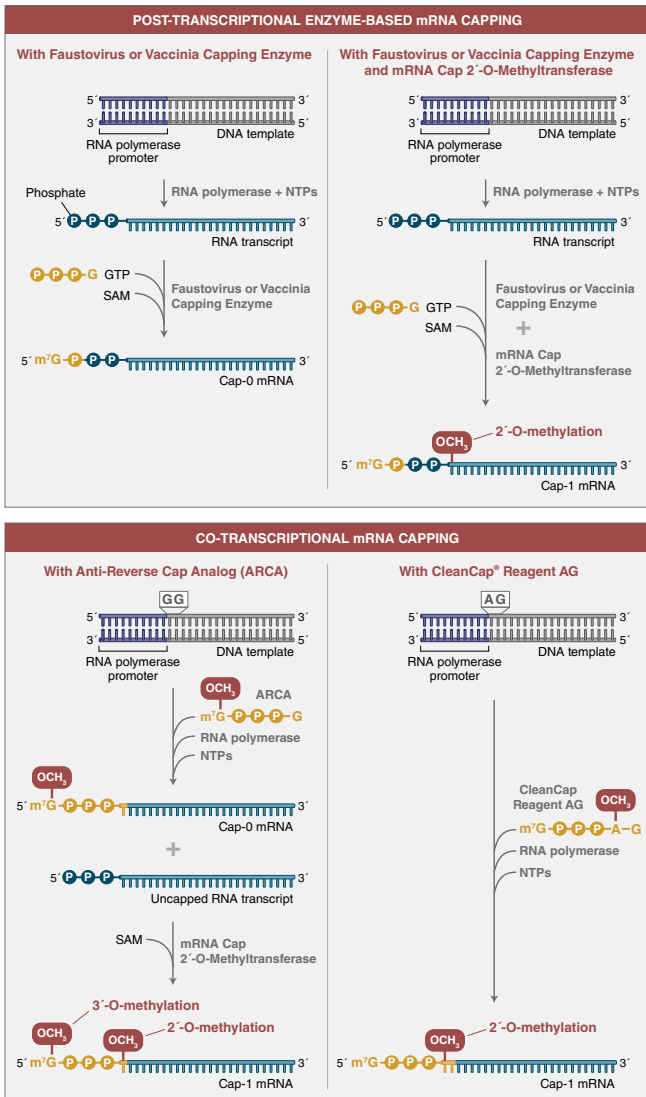 POST-TRANSCRIPTIONAL ENZYME-BASED mRNA CAPPING
With Faustovirus or Vaccinia Capping Enzyme
5´ 3´
3´ 5´
RNA polymerase
promoter
DNA template
RNA polymerase + NTPs
Phosphate
5´ P P P 3´
RNA transcript
P P P G GTP
SAM
Faustovirus or Vaccinia
Capping Enzyme
5´ m⁷G P P P 3´
Cap-0 mRNA
With Faustovirus or Vaccinia Capping Enzyme
and mRNA Cap 2´-O-Methyltransferase
5´ 3´
3´ 5´
RNA polymerase
promoter
DNA template
RNA polymerase + NTPs
5´ P P P 3´
RNA transcript
P P P G GTP
SAM
Faustovirus or Vaccinia
Capping Enzyme
+
mRNA Cap
2´-O-Methyltransferase
OCH₃
2´-O-methylation
5´ m⁷G P P P 3´
Cap-1 mRNA
CO-TRANSCRIPTIONAL mRNA CAPPING
With Anti-Reverse Cap Analog (ARCA)
GG
5´ 3´
3´ 5´
RNA polymerase
promoter
DNA template
OCH₃
ARCA
m⁷G P P P G
RNA polymerase
NTPs
OCH₃
5´ m⁷G P P P 3´
Cap-0 mRNA
+
5´ P P P 3´
Uncapped RNA transcript
SAM
mRNA Cap
2´-O-Methyltransferase
3´-O-methylation
OCH₃
2´-O-methylation
OCH₃
5´ m⁷G P P P 3´
Cap-1 mRNA
With CleanCap® Reagent AG
AG
5´ 3´
3´ 5´
RNA polymerase
promoter
DNA template
CleanCap
Reagent AG
OCH₃
m⁷G P P P A G
RNA polymerase
NTPs
2´-O-methylation
OCH₃
5´ m⁷G P P P 3´
Cap-1 mRNA